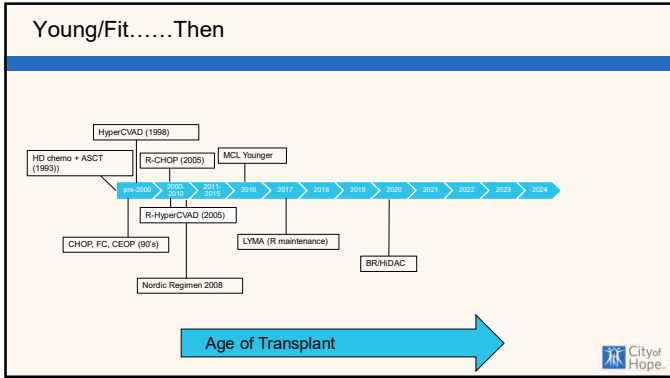 Young/Fit......Then
HyperCVAD (1998)
HD chemo + ASCT
(1993))
R-CHOP (2005)
MCL Younger
pre-2000
2000-
2010
2011-
2015
2016
2017
2018
2019
2020
2021
2022
2023
2024
R-HyperCVAD (2005)
CHOP, FC, CEOP (90's)
LYMA (R maintenance)
BR/HiDAC
Nordic Regimen 2008
Age of Transplant
City of
Hope